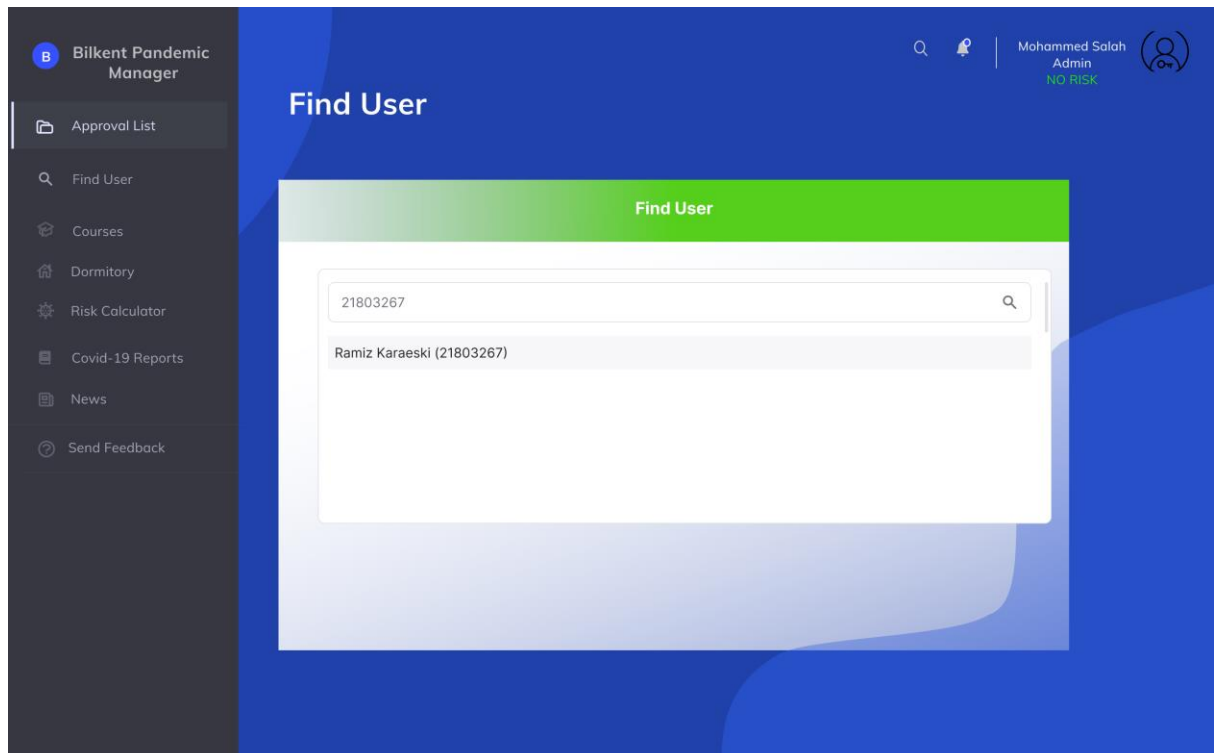 B
Bilkent Pandemic
Manager
Approval List
Find User
Courses
Dormitory
Risk Calculator
Covid-19 Reports
News
Send Feedback
Mohammed Salah
Admin
NO RISK
Find User
Find User
21803267
Ramiz Karaeski (21803267)